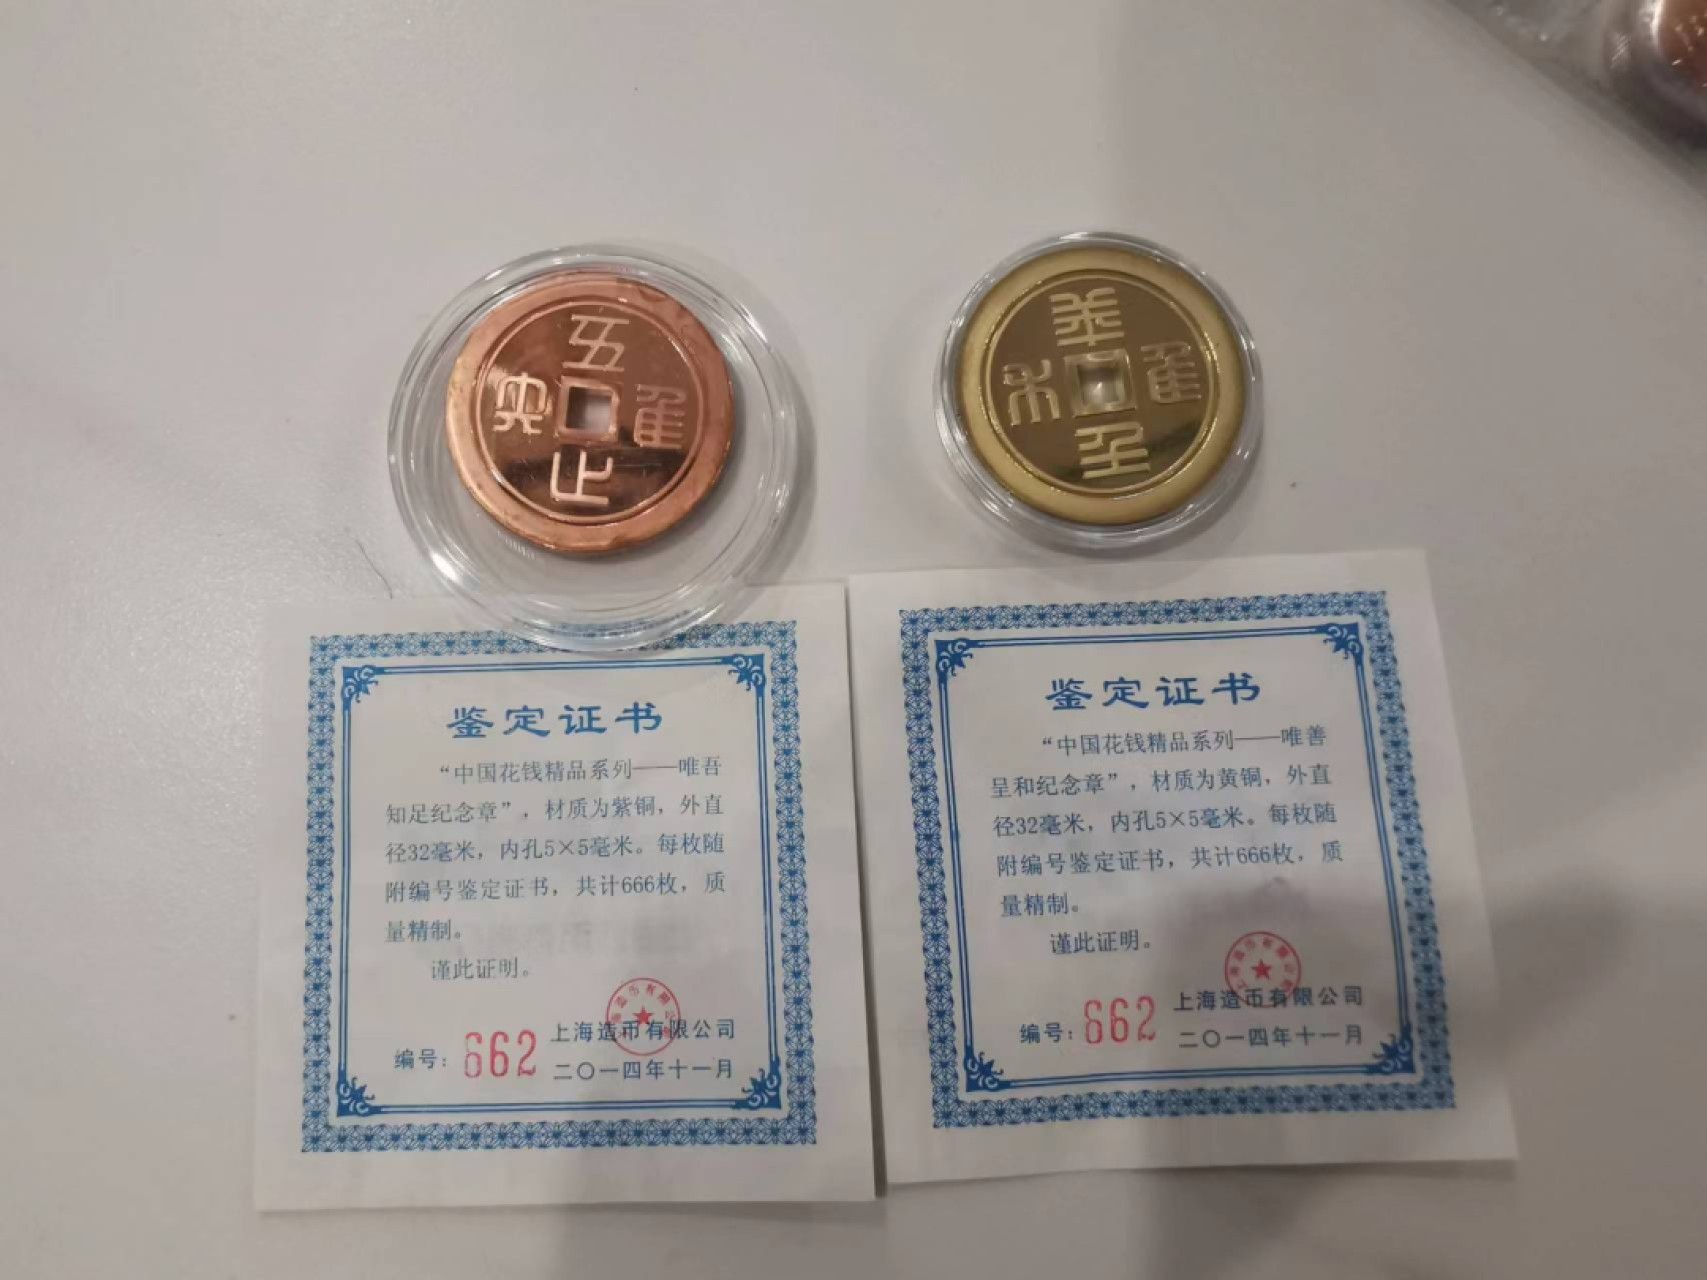 五
隹
止
矢
羊
隹
口
禾
鉴定证书
“中国花钱精品系列——唯吾
知足纪念章”，材质为紫铜，外直
径32毫米，内孔5×5毫米。每枚随
附编号鉴定证书，共计666枚，质
量精制。
谨此证明。
编号：662
上海造币有限公司
二〇一四年十一月
鉴定证书
“中国花钱精品系列——唯善
呈和纪念章”，材质为黄铜，外直
径32毫米，内孔5×5毫米。每枚随
附编号鉴定证书，共计666枚，质
量精制。
谨此证明。
编号：662
上海造币有限公司
二〇一四年十一月